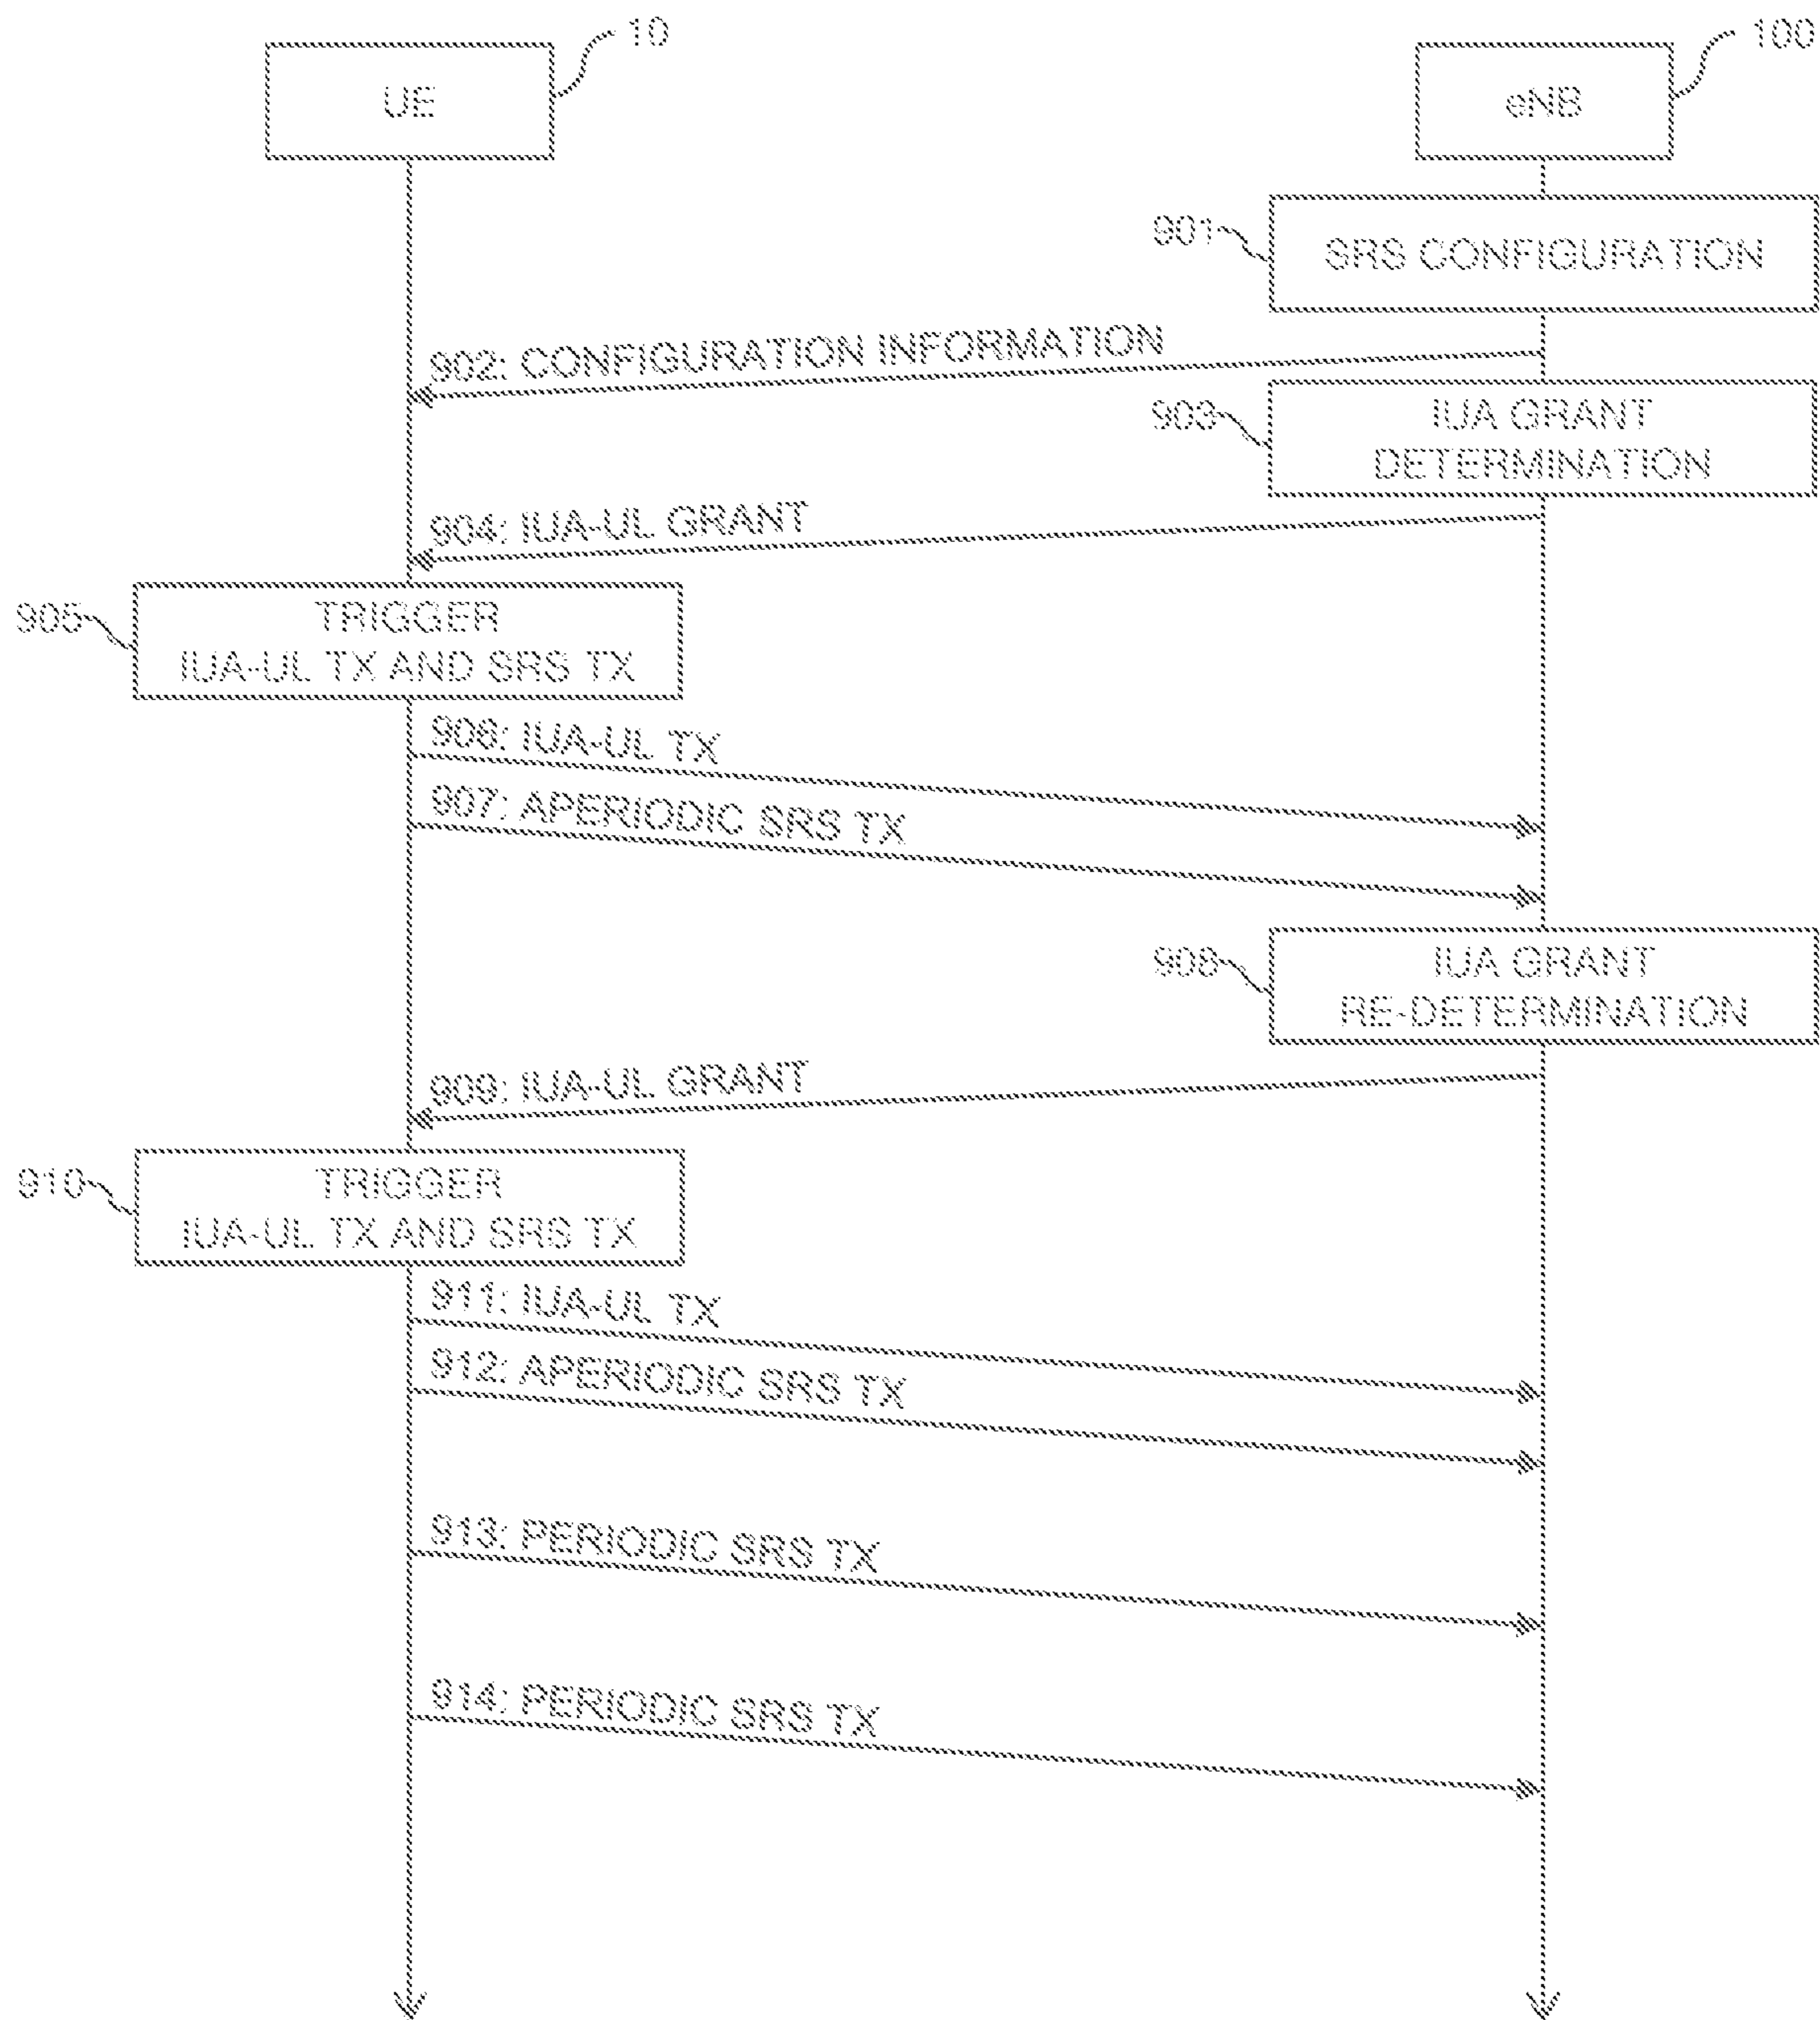 10
100
UE
eNB
901
SRS CONFIGURATION
902: CONFIGURATION INFORMATION
903
IUA GRANT
DETERMINATION
904: IUA-UL GRANT
905
TRIGGER
IUA-UL TX AND SRS TX
906: IUA-UL TX
907: APERIODIC SRS TX
908
IUA GRANT
RE-DETERMINATION
909: IUA-UL GRANT
910
TRIGGER
IUA-UL TX AND SRS TX
911: IUA-UL TX
912: APERIODIC SRS TX
913: PERIODIC SRS TX
914: PERIODIC SRS TX